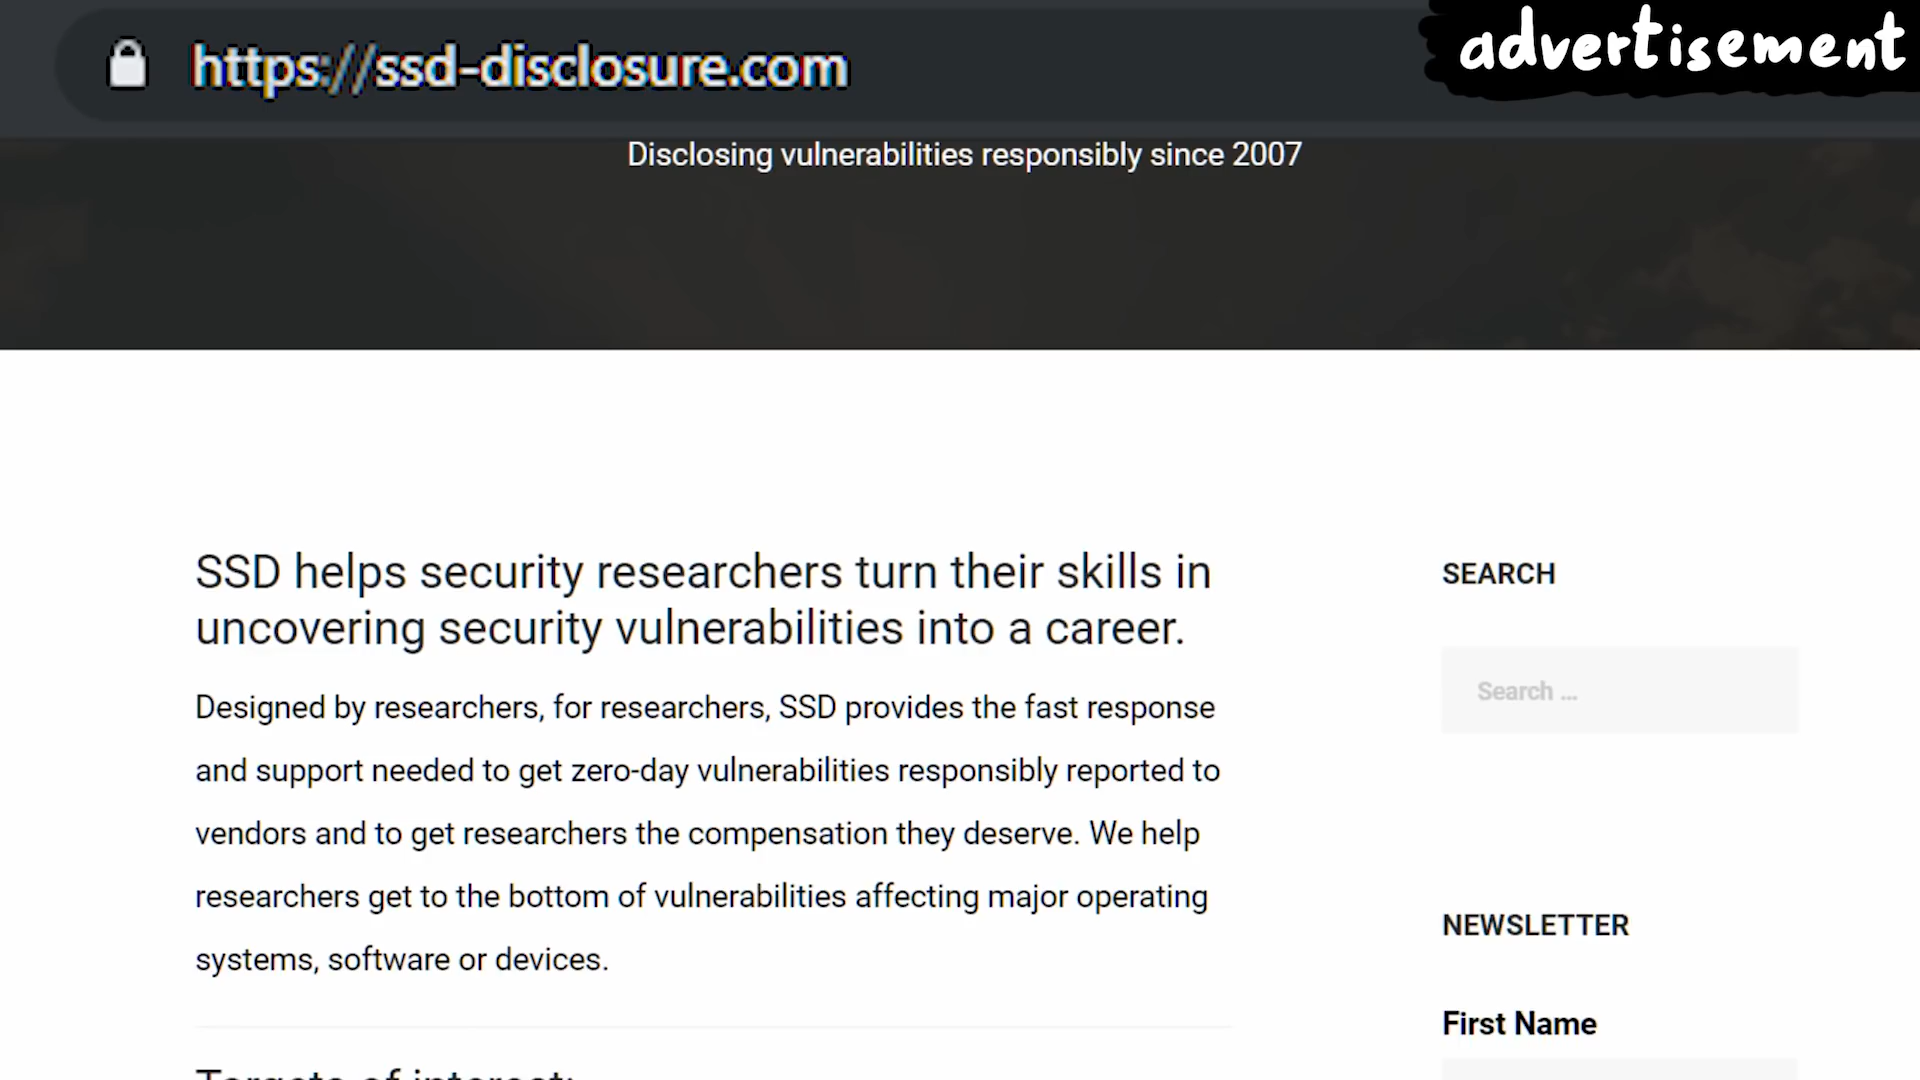 https://ssd-disclosure.com
advertisement
Disclosing vulnerabilities responsibly since 2007
SSD helps security researchers turn their skills in
uncovering security vulnerabilities into a career.
Designed by researchers, for researchers, SSD provides the fast response
and support needed to get zero-day vulnerabilities responsibly reported to
vendors and to get researchers the compensation they deserve. We help
researchers get to the bottom of vulnerabilities affecting major operating
systems, software or devices.
Targets of interest:
SEARCH
Search ...
NEWSLETTER
First Name